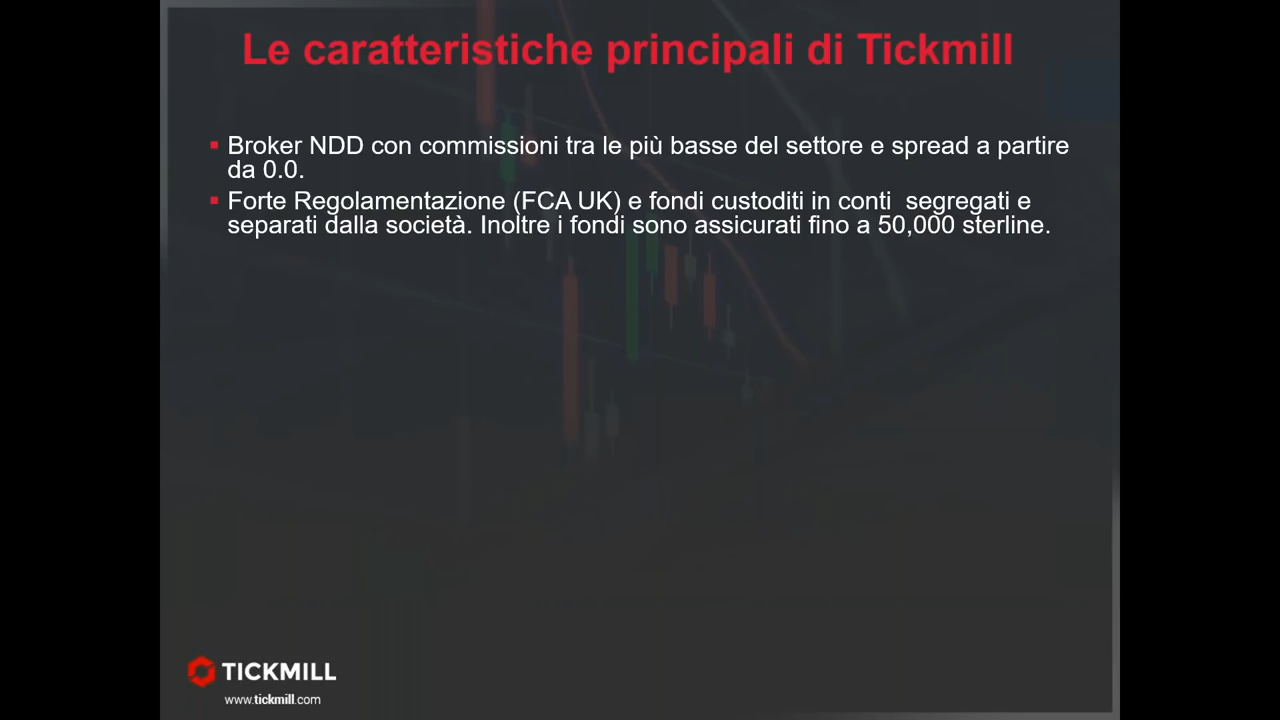 Le caratteristiche principali di Tickmill
▪ Broker NDD con commissioni tra le più basse del settore e spread a partire
da 0.0.
▪ Forte Regolamentazione (FCA UK) e fondi custoditi in conti  segregati e
separati dalla società. Inoltre i fondi sono assicurati fino a 50,000 sterline.
TICKMILL
www.tickmill.com